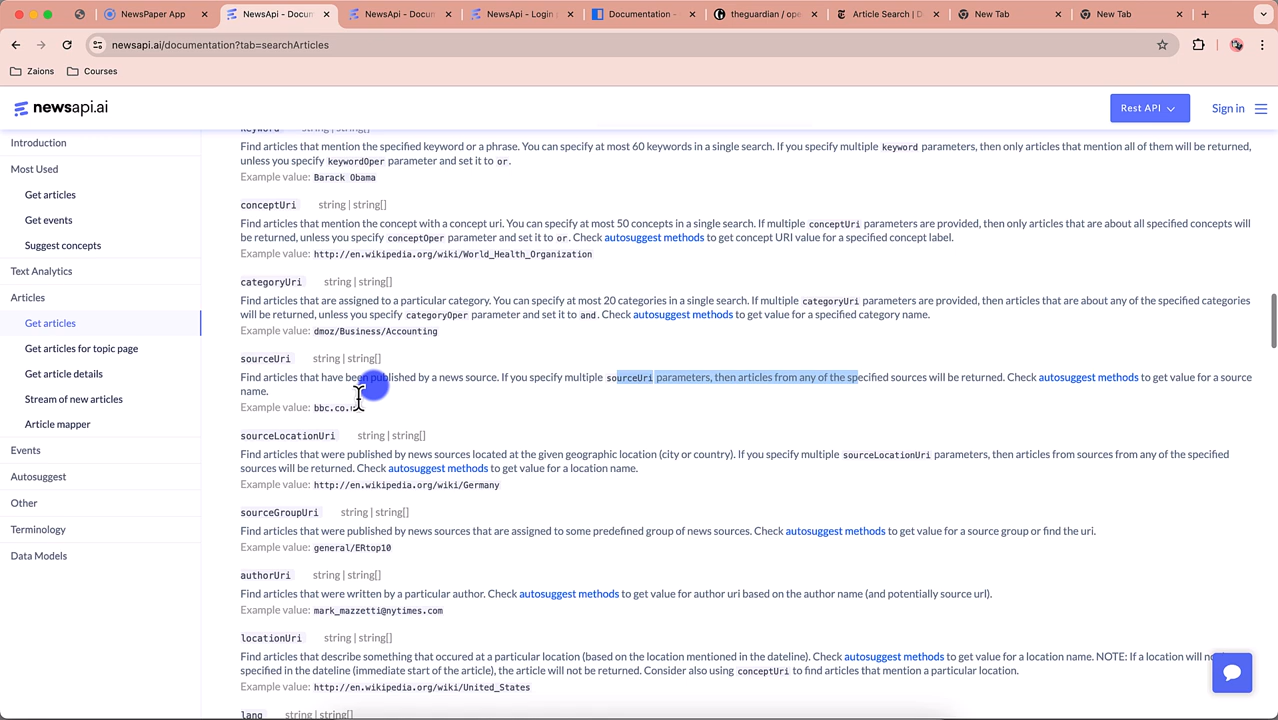 NewsPaper App
NewsApi - Docum
NewsApi - Docum
NewsApi - Login
Documentation -
theguardian / ope
Article Search | D
New Tab
New Tab
newsapi.ai/documentation?tab=searchArticles
Zaions
Courses
newsapi.ai
Rest API
Sign in
Introduction
Most Used
Get articles
Get events
Suggest concepts
Text Analytics
Articles
Get articles
Get articles for topic page
Get article details
Stream of new articles
Article mapper
Events
Autosuggest
Other
Terminology
Data Models
keyword string | string[]
Find articles that mention the specified keyword or a phrase. You can specify at most 60 keywords in a single search. If you specify multiple keyword parameters, then only articles that mention all of them will be returned,
unless you specify keywordOper parameter and set it to or.
Example value: Barack Obama
conceptUri string | string[]
Find articles that mention the concept with a concept uri. You can specify at most 50 concepts in a single search. If multiple conceptUri parameters are provided, then only articles that are about all specified concepts will
be returned, unless you specify conceptOper parameter and set it to or. Check autosuggest methods to get concept URI value for a specified concept label.
Example value: http://en.wikipedia.org/wiki/World_Health_Organization
categoryUri string | string[]
Find articles that are assigned to a particular category. You can specify at most 20 categories in a single search. If multiple categoryUri parameters are provided, then articles that are about any of the specified categories
will be returned, unless you specify categoryOper parameter and set it to and. Check autosuggest methods to get value for a specified category name.
Example value: dmoz/Business/Accounting
sourceUri string | string[]
Find articles that have been published by a news source. If you specify multiple sourceUri parameters, then articles from any of the specified sources will be returned. Check autosuggest methods to get value for a source
name.
Example value: bbc.co.
sourceLocationUri string | string[]
Find articles that were published by news sources located at the given geographic location (city or country). If you specify multiple sourceLocationUri parameters, then articles from sources from any of the specified
sources will be returned. Check autosuggest methods to get value for a location name.
Example value: http://en.wikipedia.org/wiki/Germany
sourceGroupUri string | string[]
Find articles that were published by news sources that are assigned to some predefined group of news sources. Check autosuggest methods to get value for a source group or find the uri.
Example value: general/ERtop10
authorUri string | string[]
Find articles that were written by a particular author. Check autosuggest methods to get value for author uri based on the author name (and potentially source url).
Example value: mark_mazzetti@nytimes.com
locationUri string | string[]
Find articles that describe something that occured at a particular location (based on the location mentioned in the dateline). Check autosuggest methods to get value for a location name. NOTE: If a location will
specified in the dateline (immediate start of the article), the article will not be returned. Consider also using conceptUri to find articles that mention a particular location.
Example value: http://en.wikipedia.org/wiki/United_States
lang string | string[]